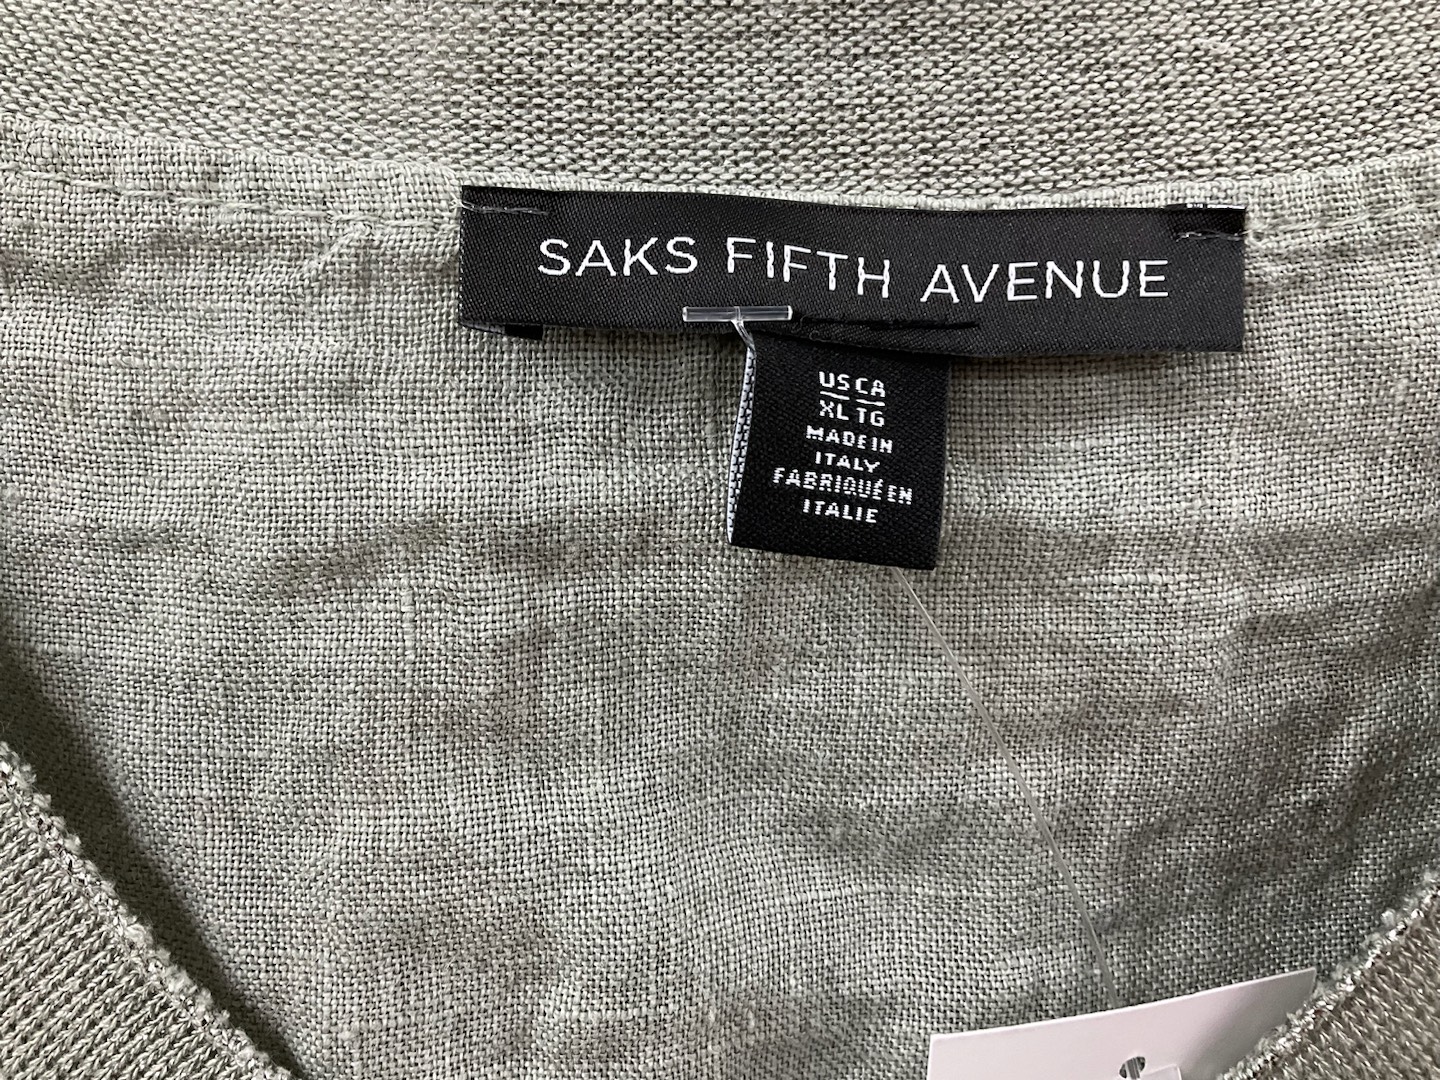 SAKS FIFTH AVENUE
US CA
XL TG
MADE IN
ITALY
FABRIQUÉ EN
ITALIE